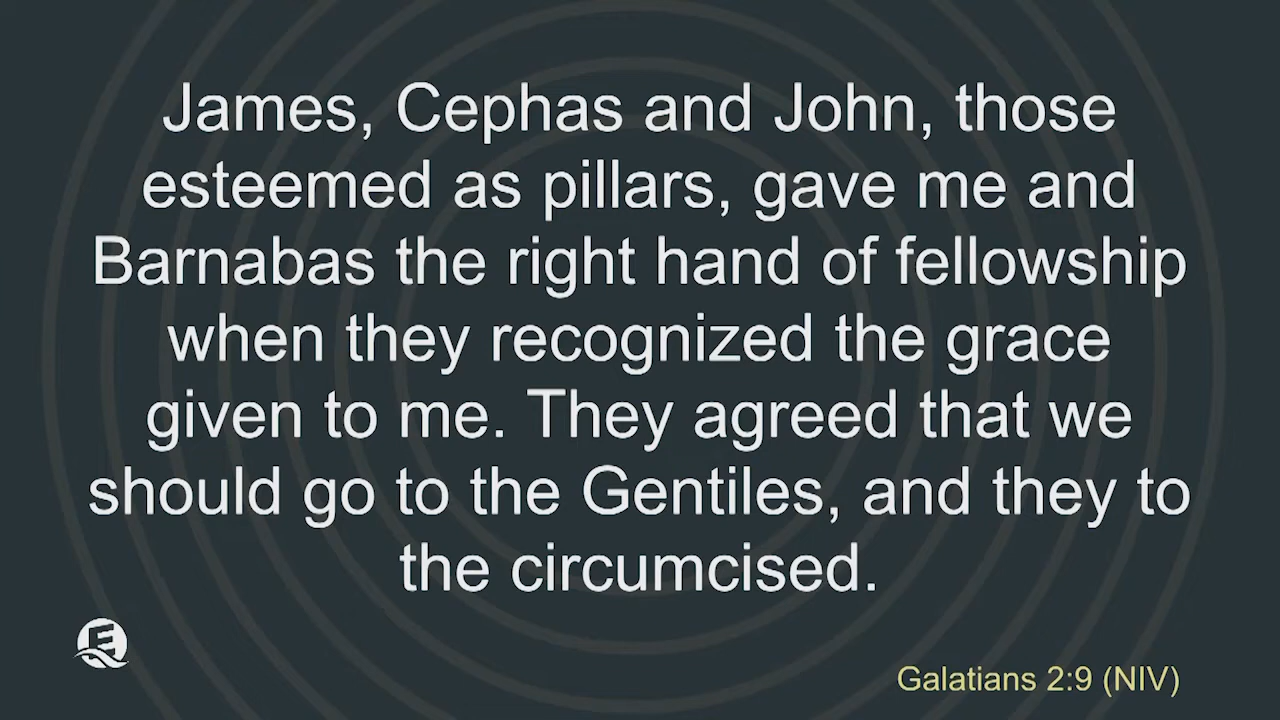 James, Cephas and John, those
esteemed as pillars, gave me and
Barnabas the right hand of fellowship
when they recognized the grace
given to me. They agreed that we
should go to the Gentiles, and they to
the circumcised.
Galatians 2:9 (NIV)